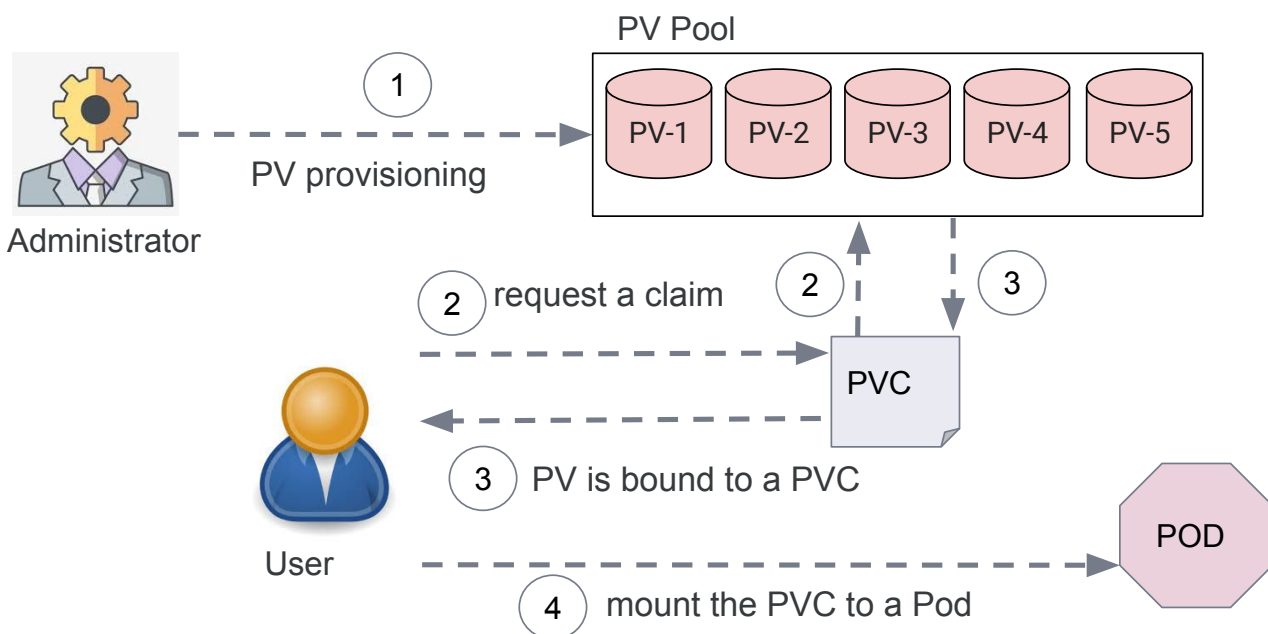 PV Pool
1
PV-1
PV-2
PV-3
PV-4
PV-5
PV provisioning
Administrator
2
request a claim
2
3
PVC
3
PV is bound to a PVC
User
POD
4
mount the PVC to a Pod